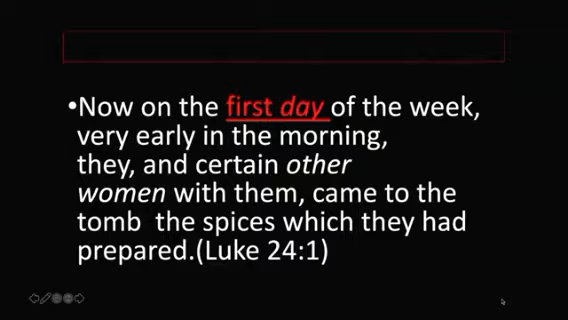 •Now on the first day of the week,
very early in the morning,
they, and certain other
women with them, came to the
tomb  the spices which they had
prepared.(Luke 24:1)